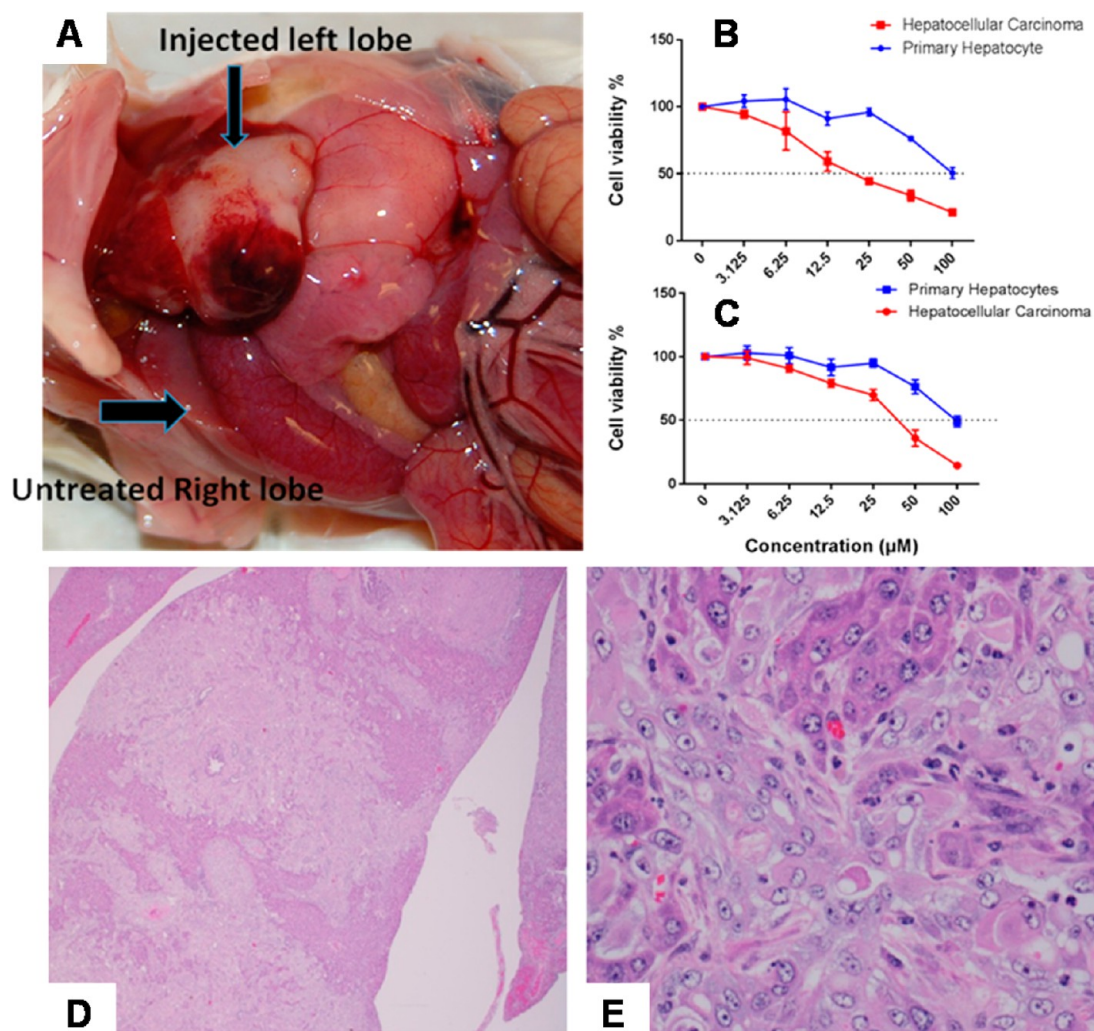 A
Injected left lobe
Untreated Right lobe
B
Hepatocellular Carcinoma
Primary Hepatocyte
Cell viability %
150
100
50
0
0
3.125
6.25
12.5
25
50
100
C
Primary Hepatocytes
Hepatocellular Carcinoma
Cell viability %
150
100
50
0
0
3.125
6.25
12.5
25
50
100
Concentration (µM)
D
E